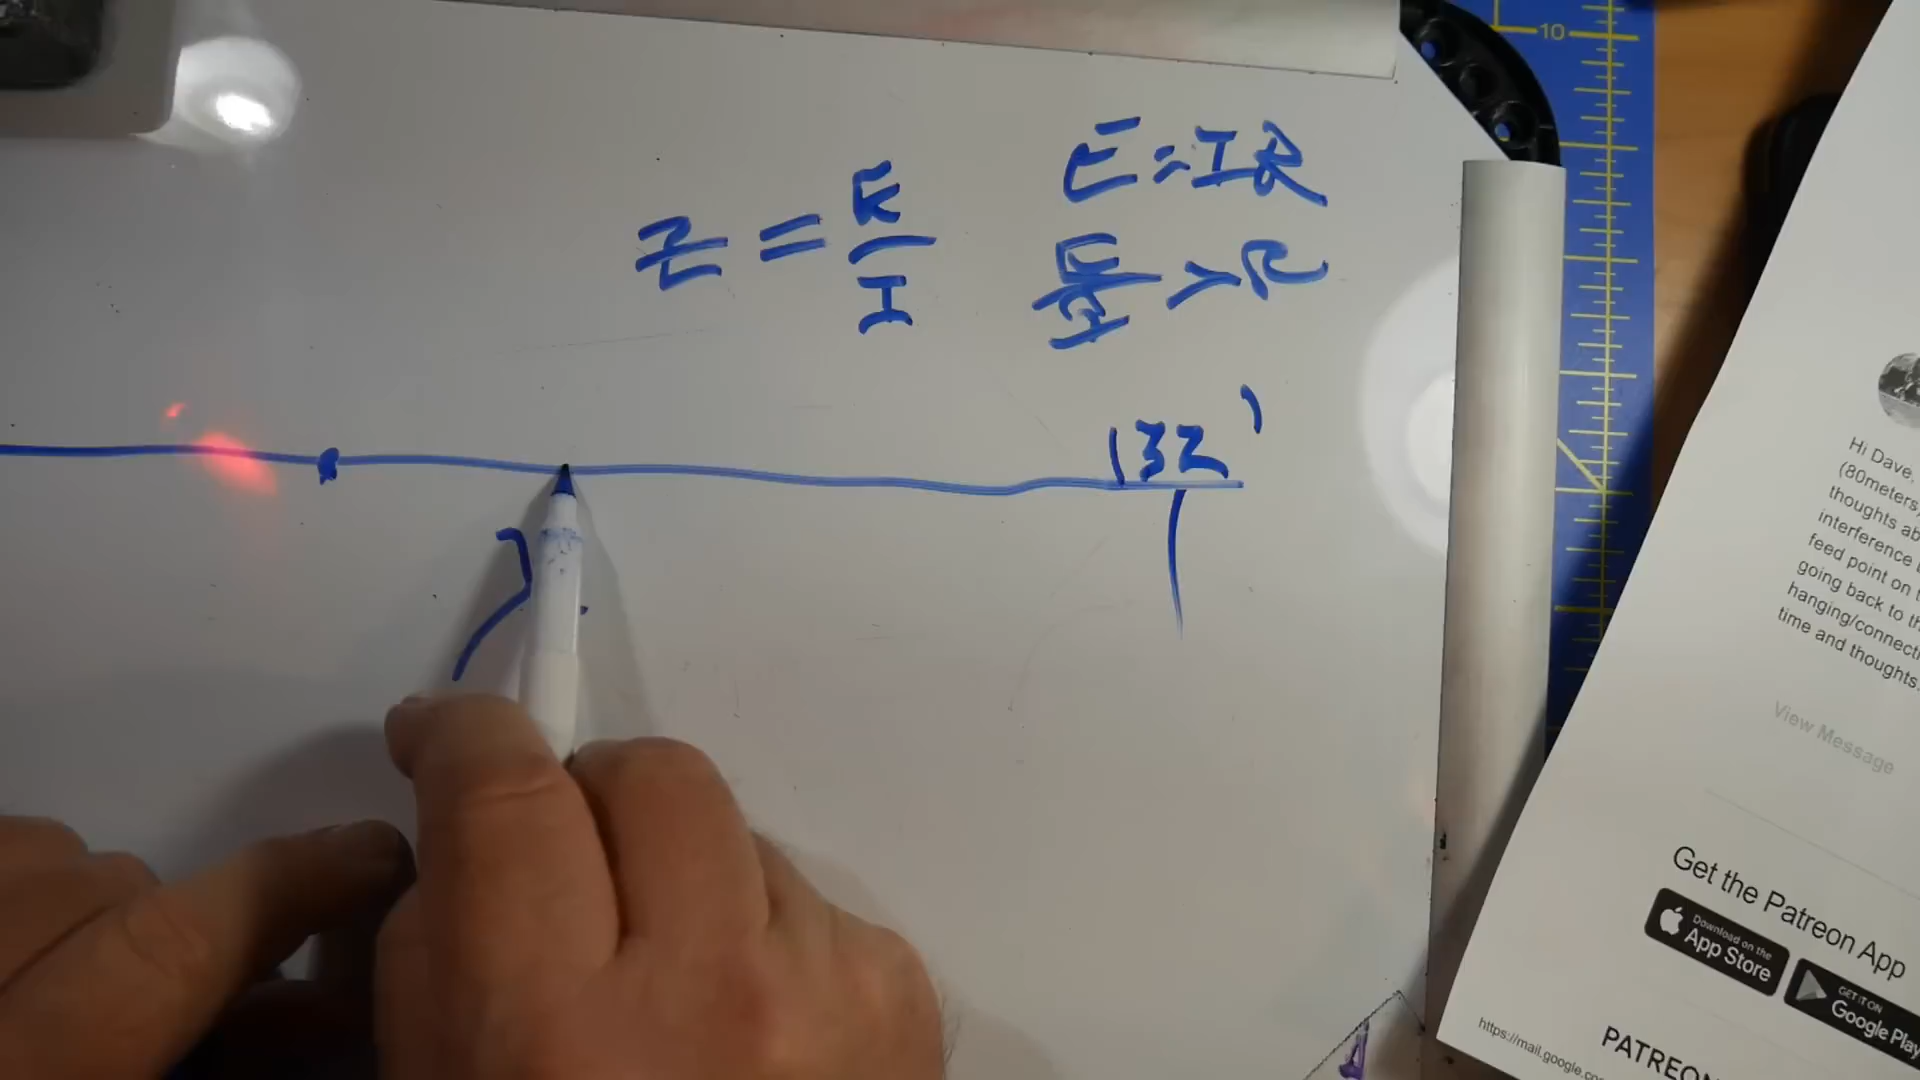 E=IR
Z = E/I
E/I > R
132'
10
Hi Dave,
(80meters,
thoughts ab
interference
feed point on
going back to th
hanging/connecti
time and thoughts.
View Message
Get the Patreon App
Download on the
App Store
GET IT ON
Google Play
https://mail.google.co
PATREON